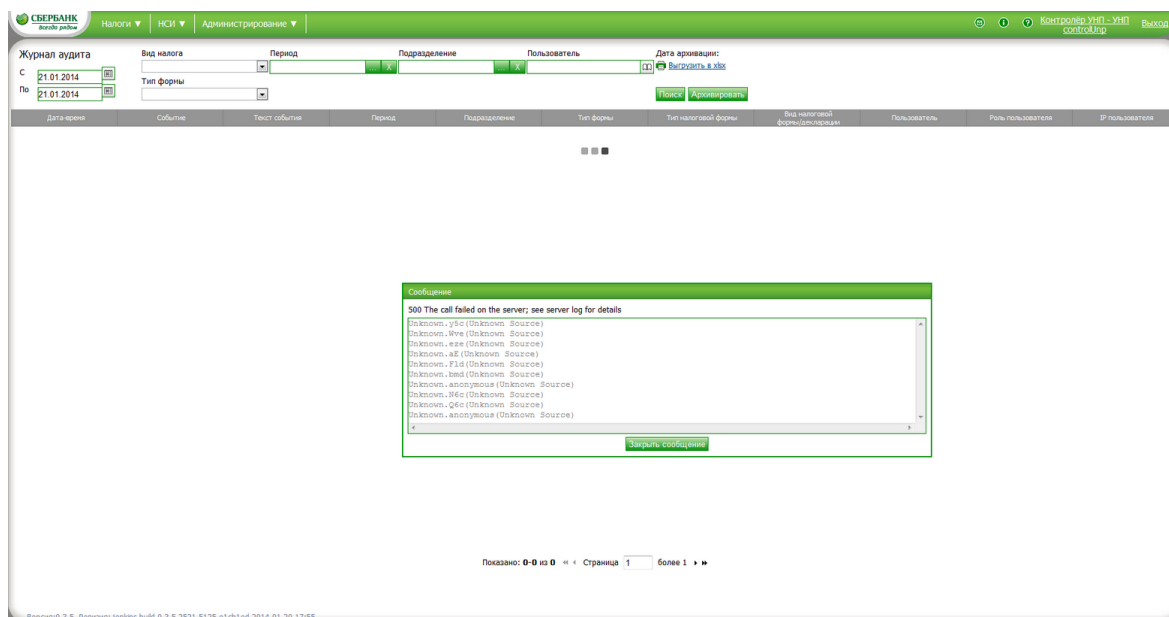 СБЕРБАНК
Всегда рядом
Налоги ▼
НСИ ▼
Администрирование ▼
Контролёр УНП - УНП
controlUnp
Выход
Журнал аудита
С 21.01.2014
По 21.01.2014
Вид налога
Тип формы
Период
... X
Подразделение
... X
Пользователь
Дата архивации:
Выгрузить в xlsx
Поиск Архивировать
Дата-время Событие Текст события Период Подразделение Тип формы Тип налоговой формы Вид налоговой формы/декларации Пользователь Роль пользователя IP пользователя
Сообщение
500 The call failed on the server; see server log for details
Unknown.y5c(Unknown Source)
Unknown.Wve(Unknown Source)
Unknown.eze(Unknown Source)
Unknown.aE(Unknown Source)
Unknown.Fld(Unknown Source)
Unknown.bmd(Unknown Source)
Unknown.anonymous(Unknown Source)
Unknown.N6c(Unknown Source)
Unknown.Q6c(Unknown Source)
Unknown.anonymous(Unknown Source)
Закрыть сообщение
Показано: 0-0 из 0 Страница 1 более 1